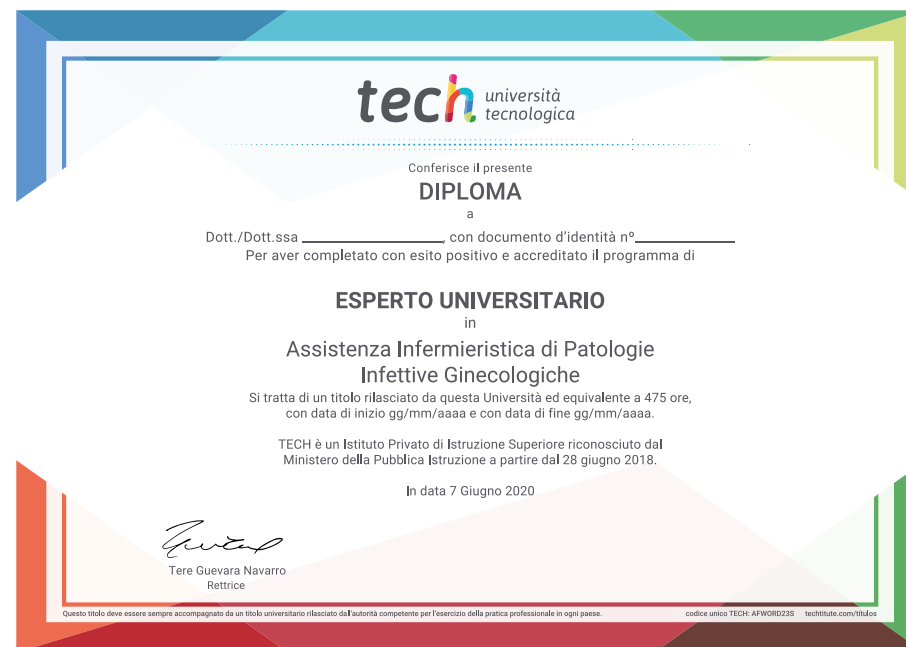 tech università
tecnologica
Conferisce il presente
DIPLOMA
a
Dott./Dott.ssa ____________________, con documento d'identità nº______________
Per aver completato con esito positivo e accreditato il programma di
ESPERTO UNIVERSITARIO
in
Assistenza Infermieristica di Patologie
Infettive Ginecologiche
Si tratta di un titolo rilasciato da questa Università ed equivalente a 475 ore,
con data di inizio gg/mm/aaaa e con data di fine gg/mm/aaaa.
TECH è un Istituto Privato di Istruzione Superiore riconosciuto dal
Ministero della Pubblica Istruzione a partire dal 28 giugno 2018.
In data 7 Giugno 2020
Tere Guevara Navarro
Rettrice
Questo titolo deve essere sempre accompagnato da un titolo universitario rilasciato dall'autorità competente per l'esercizio della pratica professionale in ogni paese.
codice unico TECH: AFWORD23S techtitute.com/titulos